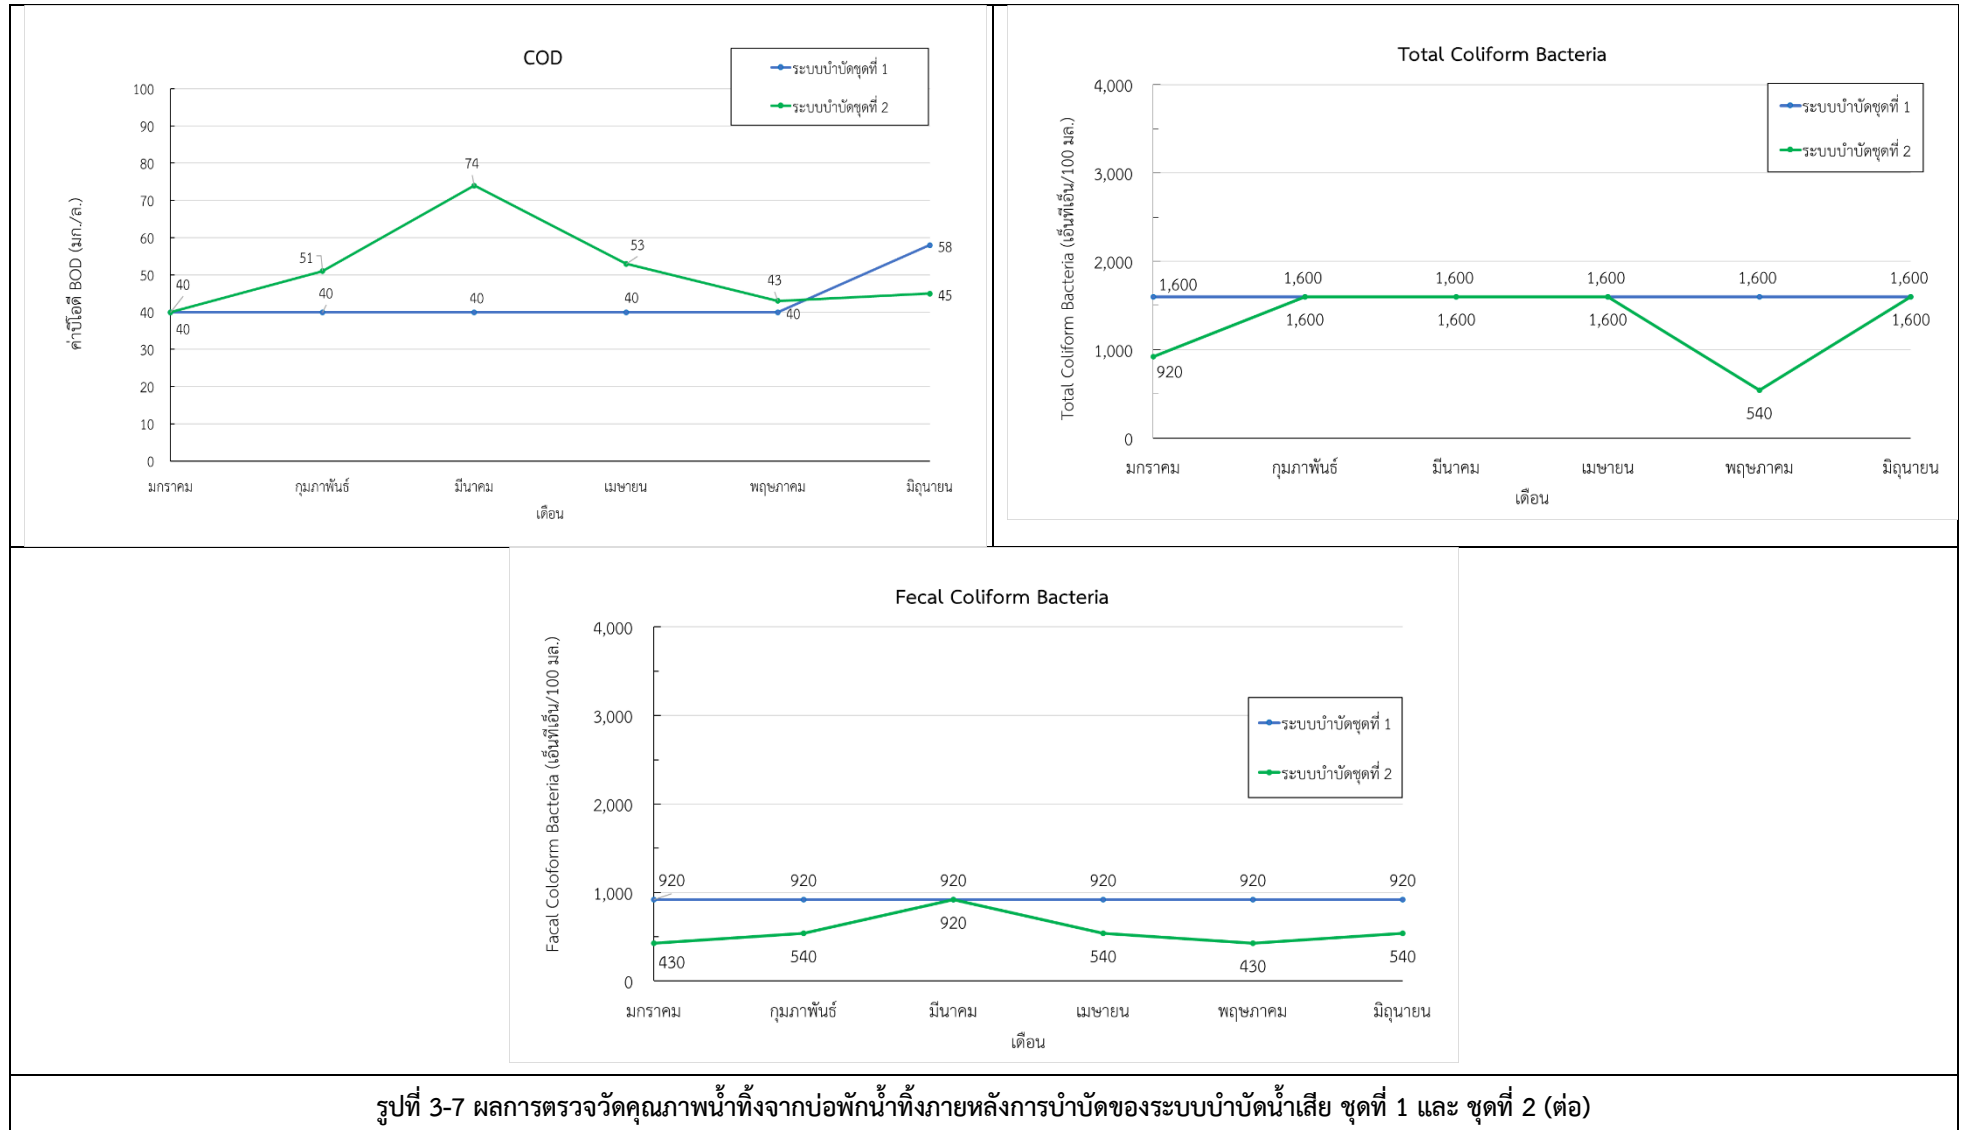 COD
ระบบบำบัดชุดที่ 1
ระบบบำบัดชุดที่ 2
ค่าบีโอดี BOD (มก./ล.)
100
90
80
70
60
50
40
30
20
10
0
40
51
74
53
43
45
40
40
40
40
40
58
มกราคม กุมภาพันธ์ มีนาคม เมษายน พฤษภาคม มิถุนายน
เดือน
Total Coliform Bacteria
ระบบบำบัดชุดที่ 1
ระบบบำบัดชุดที่ 2
Total Coliform Bacteria (เอ็นพีเอ็น/100 มล.)
4,000
3,000
2,000
1,000
0
1,600 1,600 1,600 1,600 1,600 1,600
920 1,600 1,600 1,600 540 1,600
มกราคม กุมภาพันธ์ มีนาคม เมษายน พฤษภาคม มิถุนายน
เดือน
Fecal Coliform Bacteria
ระบบบำบัดชุดที่ 1
ระบบบำบัดชุดที่ 2
Facal Coloform Bacteria (เอ็นพีเอ็น/100 มล.)
4,000
3,000
2,000
1,000
0
920 920 920 920 920 920
430 540 920 540 430 540
มกราคม กุมภาพันธ์ มีนาคม เมษายน พฤษภาคม มิถุนายน
เดือน
รูปที่ 3-7 ผลการตรวจวัดคุณภาพน้ำทิ้งจากบ่อพักน้ำทิ้งภายหลังการบำบัดของระบบบำบัดน้ำเสีย ชุดที่ 1 และ ชุดที่ 2 (ต่อ)